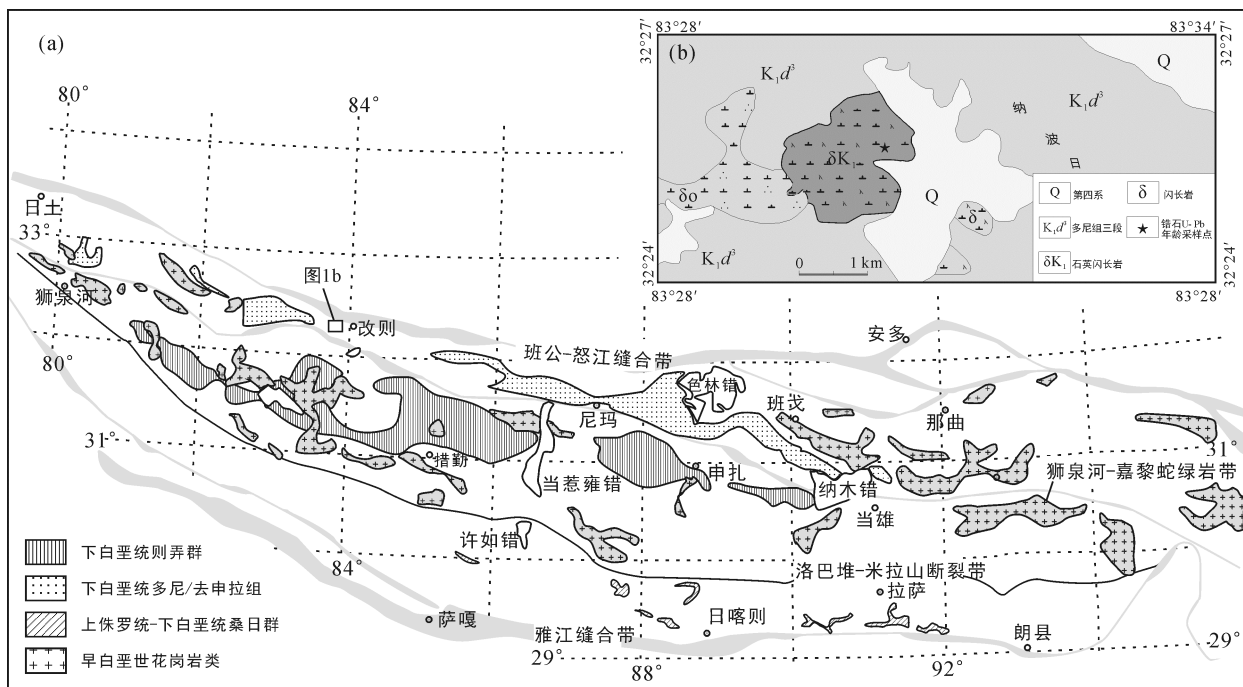 (a)
80°
84°
日土
33°
狮泉河
80°
图1b
改则
班公-怒江缝合带
安多
色林错
尼玛
班戈
那曲
31°
31°
措勤
申扎
当惹雍错
纳木错
狮泉河-嘉黎蛇绿岩带
当雄
许如错
84°
洛巴堆-米拉山断裂带
拉萨
萨嘎
日喀则
雅江缝合带
朗县
29°
29°
88°
92°
下白垩统则弄群
下白垩统多尼/去申拉组
上侏罗统-下白垩统桑日群
早白垩世花岗岩类
(b)
83°28′
83°34′
32°27′
32°27′
Q
K₁d³
K₁d³
纳
波
日
δK₁
δo
Q
δ
K₁d³
0 1 km
32°24′
32°24′
83°28′
83°28′
Q 第四系
δ 闪长岩
K₁d³ 多尼组三段
★ 锆石U-Pb
年龄采样点
δK₁ 石英闪长岩